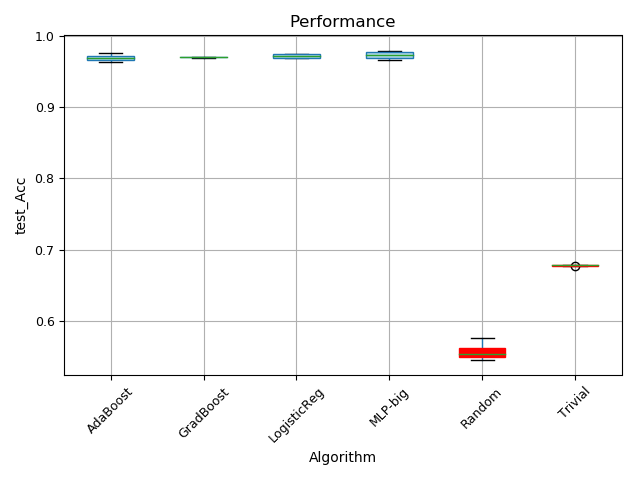 Performance
1.0
0.9
0.8
0.7
0.6
test_Acc
AdaBoost
GradBoost
LogisticReg
MLP-big
Random
Trivial
Algorithm